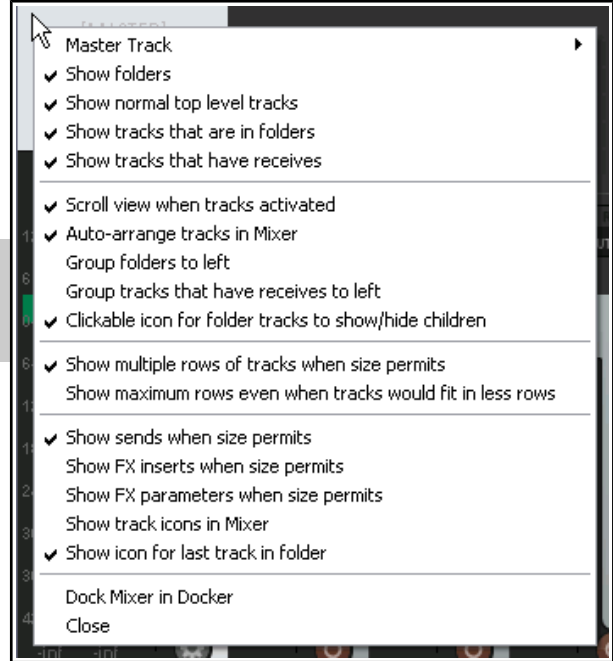 [MASTER]
Master Track
Show folders
Show normal top level tracks
Show tracks that are in folders
Show tracks that have receives
Scroll view when tracks activated
Auto-arrange tracks in Mixer
Group folders to left
Group tracks that have receives to left
Clickable icon for folder tracks to show/hide children
Show multiple rows of tracks when size permits
Show maximum rows even when tracks would fit in less rows
Show sends when size permits
Show FX inserts when size permits
Show FX parameters when size permits
Show track icons in Mixer
Show icon for last track in folder
Dock Mixer in Docker
Close
-inf -inf